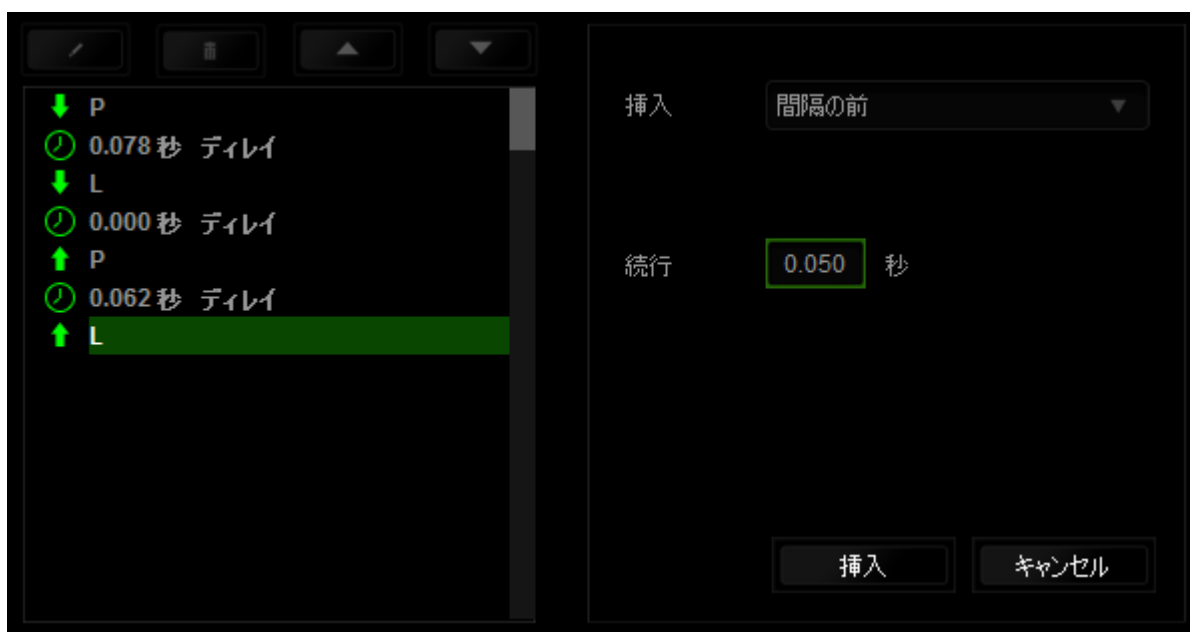 P
0.078 秒 ディレイ
L
0.000 秒 ディレイ
P
0.062 秒 ディレイ
L
挿入 間隔の前
続行 0.050 秒
挿入 キャンセル